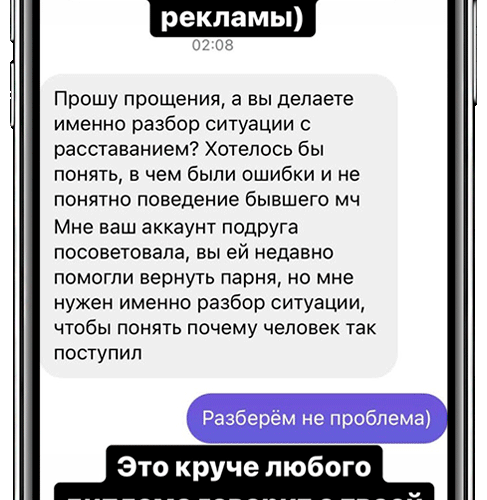 рекламы)
02:08
Прошу прощения, а вы делаете
именно разбор ситуации с
расставанием? Хотелось бы
понять, в чем были ошибки и не
понятно поведение бывшего мч
Мне ваш аккаунт подруга
посоветовала, вы ей недавно
помогли вернуть парня, но мне
нужен именно разбор ситуации,
чтобы понять почему человек так
поступил
Разберём не проблема)
Это круче любого